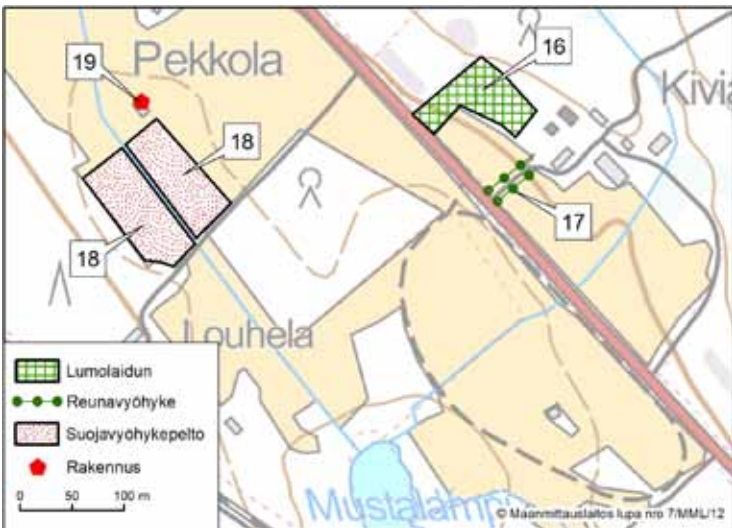 Pekkola
19
16
Kivia
18
17
18
Louhela
Lumolaidun
Reunavyöhyke
Suojavyöhykepelto
Rakennus
0 50 100 m
Mustalampi
© Maanmittauslaitos lupa nro 7/MML/12